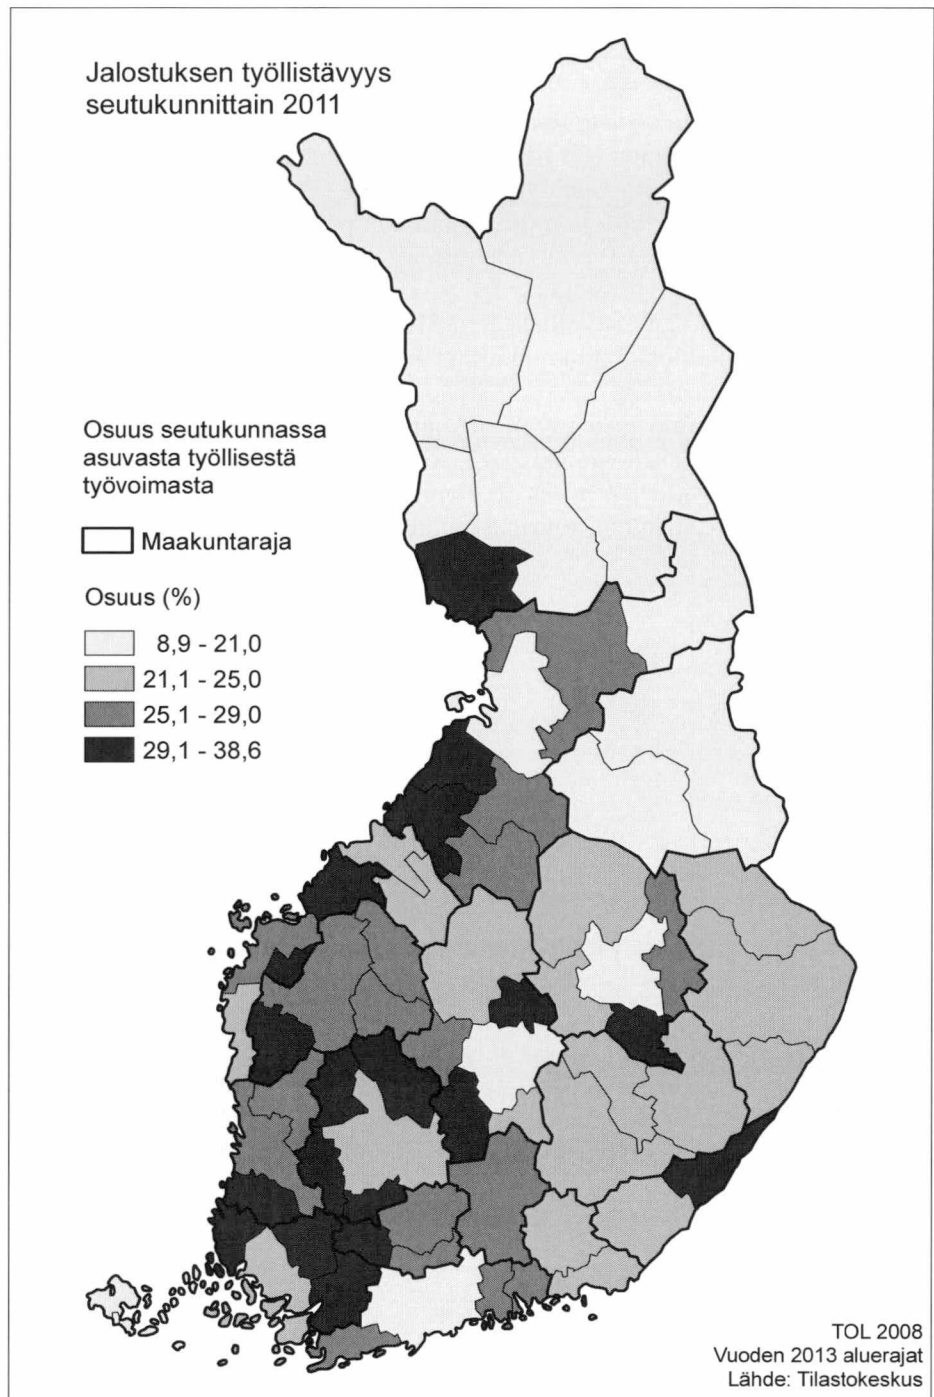 Jalostuksen työllistävyys
seutukunnittain 2011
Osuus seutukunnassa
asuvasta työllisestä
työvoimasta
Maakuntaraja
Osuus (%)
8,9 - 21,0
21,1 - 25,0
25,1 - 29,0
29,1 - 38,6
TOL 2008
Vuoden 2013 aluerajat
Lähde: Tilastokeskus